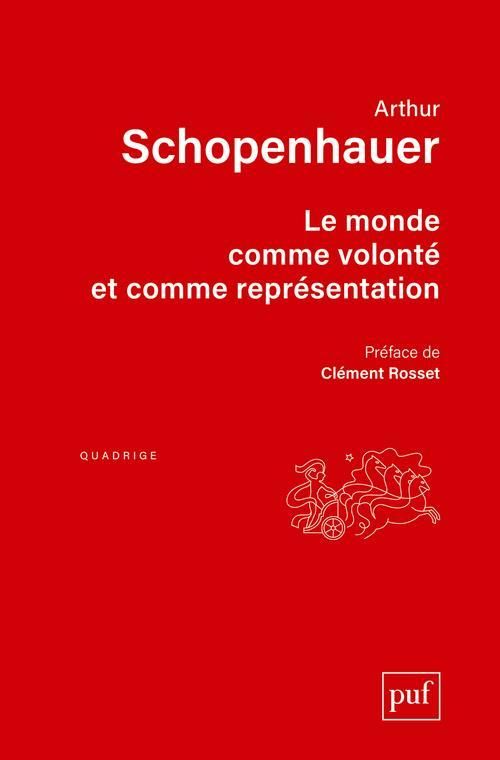 Arthur
Schopenhauer
Le monde
comme volonté
et comme représentation
Préface de
Clément Rosset
QUADRIGE
puf